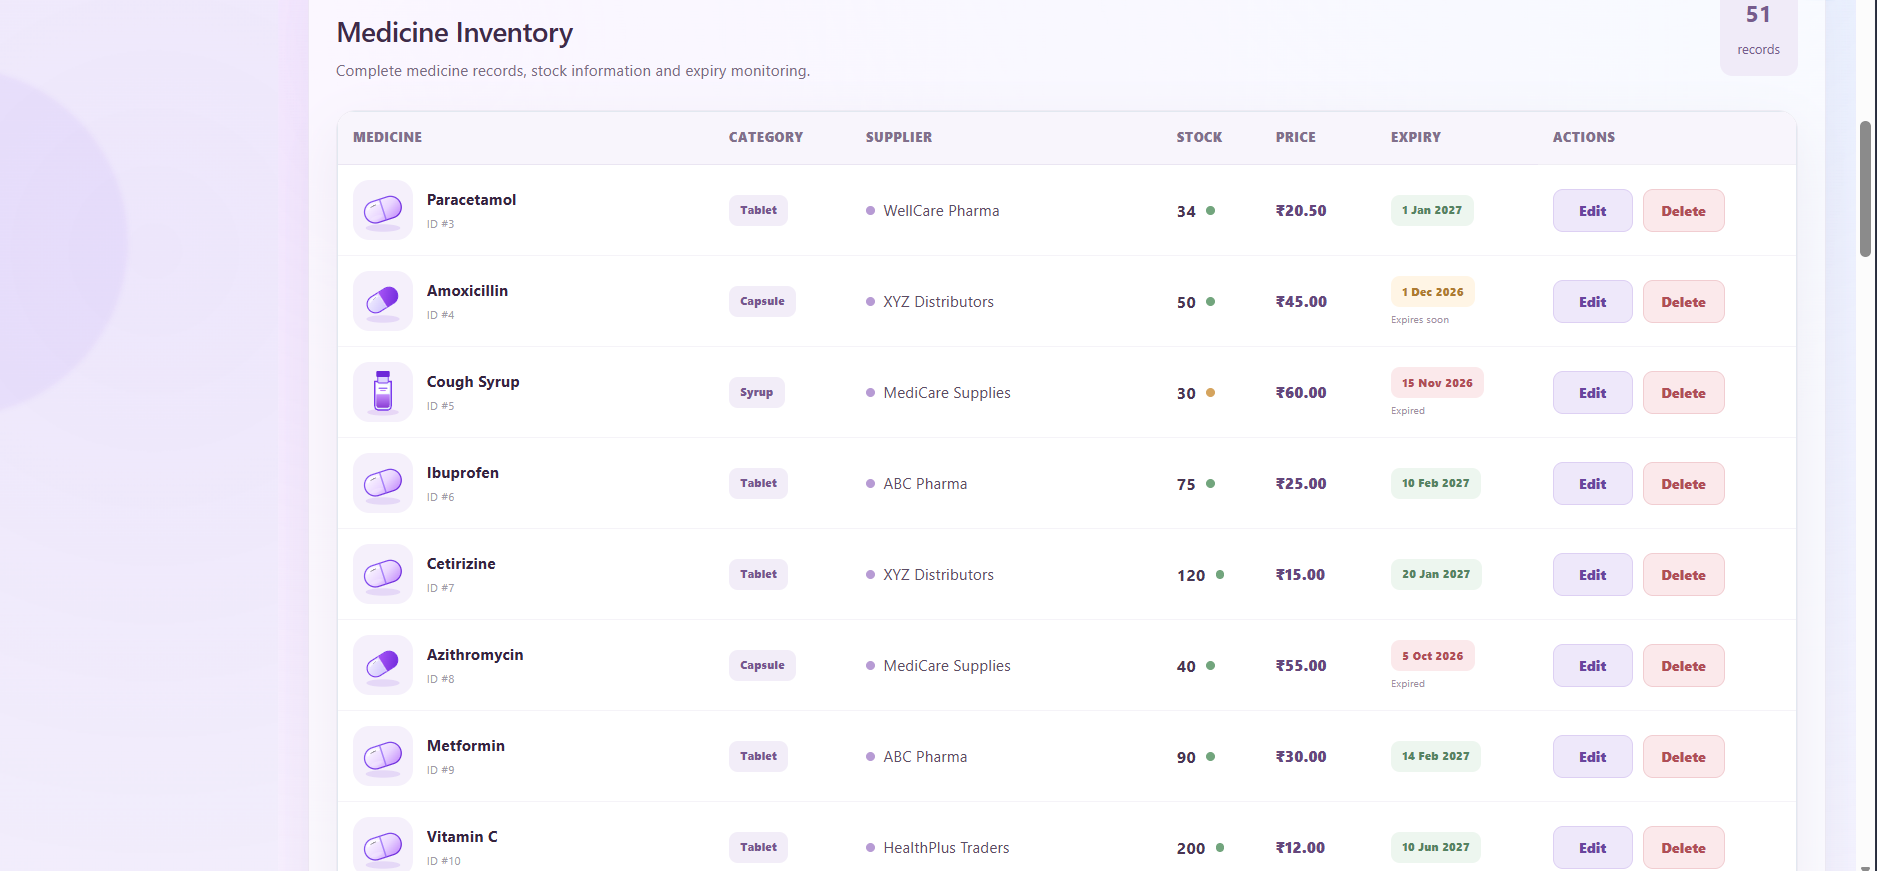 Medicine Inventory
51
records
Complete medicine records, stock information and expiry monitoring.
MEDICINE CATEGORY SUPPLIER STOCK PRICE EXPIRY ACTIONS
Paracetamol
ID #3
Tablet WellCare Pharma 34 ₹20.50 1 Jan 2027 Edit Delete
Amoxicillin
ID #4
Capsule XYZ Distributors 50 ₹45.00 1 Dec 2026 Edit Delete
Expires soon
Cough Syrup
ID #5
Syrup MediCare Supplies 30 ₹60.00 15 Nov 2026 Edit Delete
Expired
Ibuprofen
ID #6
Tablet ABC Pharma 75 ₹25.00 10 Feb 2027 Edit Delete
Cetirizine
ID #7
Tablet XYZ Distributors 120 ₹15.00 20 Jan 2027 Edit Delete
Azithromycin
ID #8
Capsule MediCare Supplies 40 ₹55.00 5 Oct 2026 Edit Delete
Expired
Metformin
ID #9
Tablet ABC Pharma 90 ₹30.00 14 Feb 2027 Edit Delete
Vitamin C
ID #10
Tablet HealthPlus Traders 200 ₹12.00 10 Jun 2027 Edit Delete